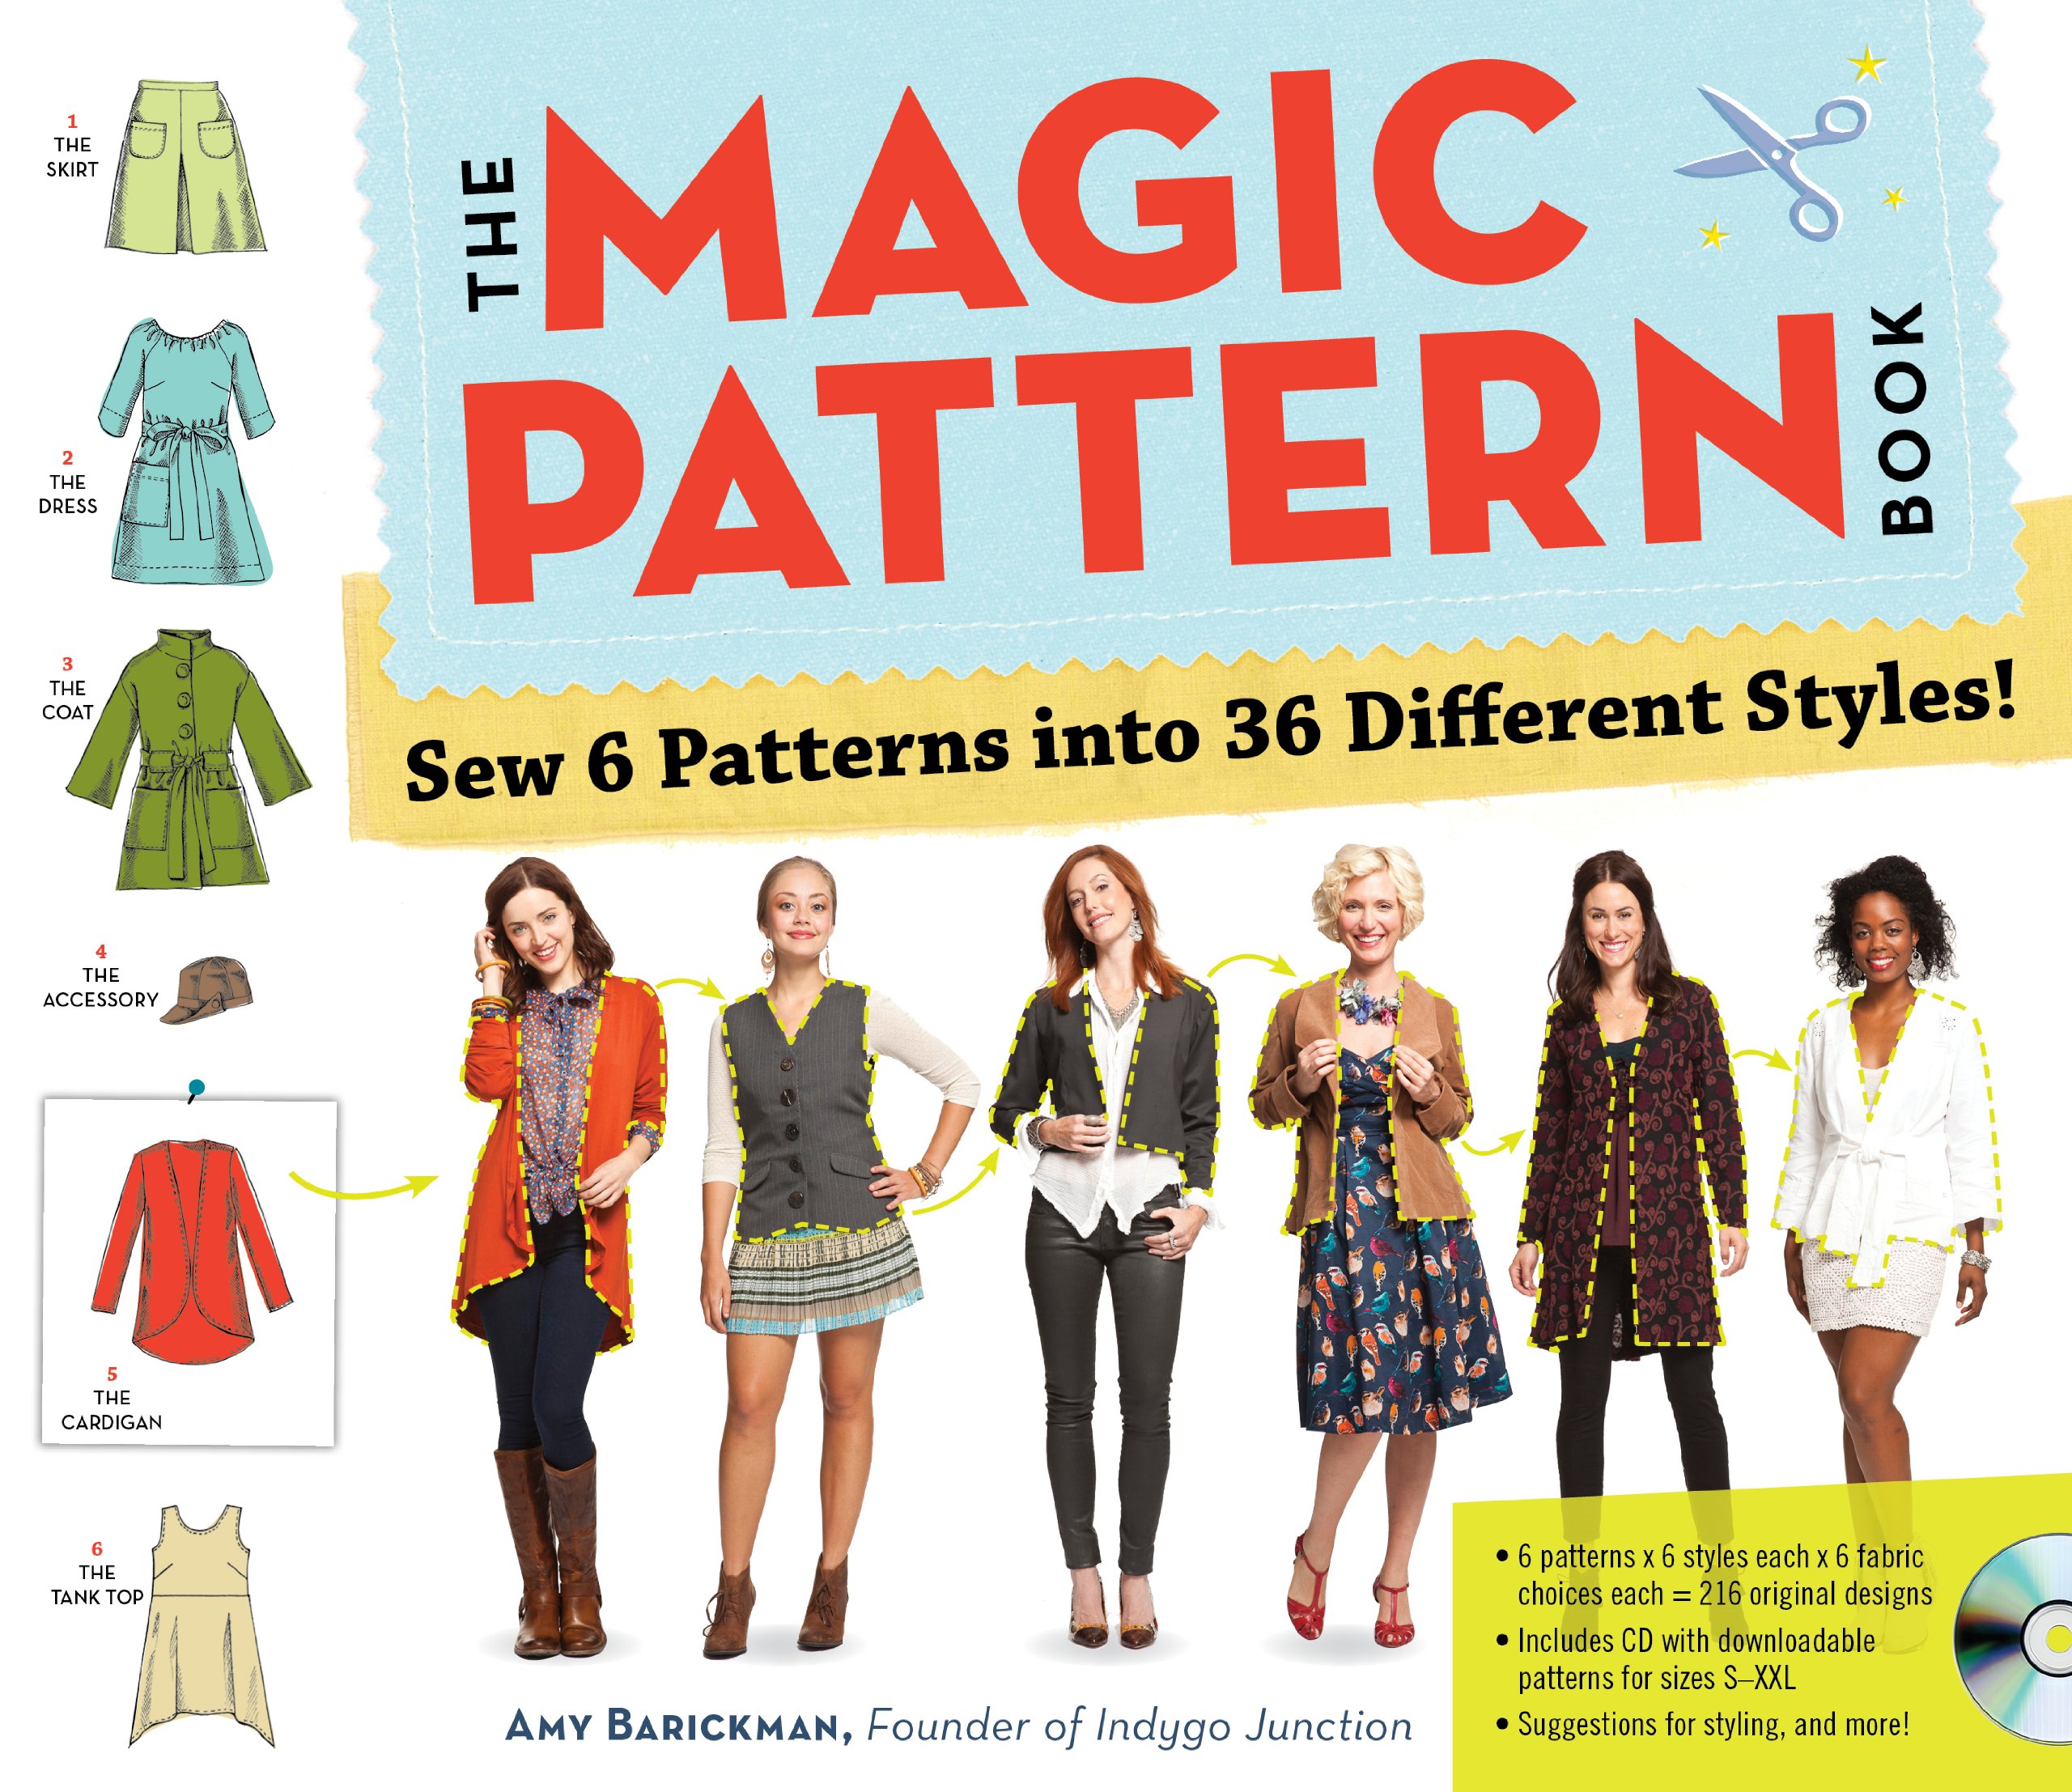 THE
MAGIC
PATTERN
BOOK
Sew 6 Patterns into 36 Different Styles!
1
THE
SKIRT
2
THE
DRESS
3
THE
COAT
4
THE
ACCESSORY
5
THE
CARDIGAN
6
THE
TANK TOP
• 6 patterns x 6 styles each x 6 fabric
choices each = 216 original designs
• Includes CD with downloadable
patterns for sizes S–XXL
• Suggestions for styling, and more!
AMY BARICKMAN, Founder of Indygo Junction